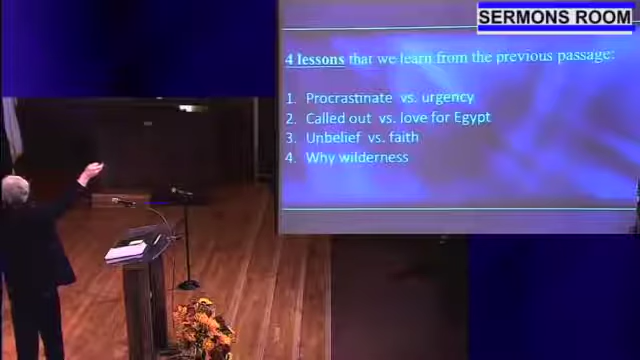 SERMONS ROOM
4 lessons that we learn from the previous passage:
1. Procrastinate vs. urgency
2. Called out vs. love for Egypt
3. Unbelief vs. faith
4. Why wilderness